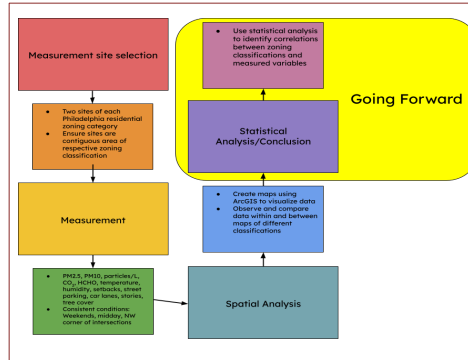 Measurement site selection
● Two sites of each
Philadelphia residential
zoning category
● Ensure sites are
contiguous area of
respective zoning
classification
Measurement
● PM2.5, PM10, particles/L,
CO₂, HCHO, temperature,
humidity, setbacks, street
parking, car lanes, stories,
tree cover
● Consistent conditions:
Weekends, midday, NW
corner of intersections
Spatial Analysis
● Create maps using
ArcGIS to visualize data
● Observe and compare
data within and between
maps of different
classifications
Statistical
Analysis/Conclusion
● Use statistical analysis
to identify correlations
between zoning
classifications and
measured variables
Going Forward